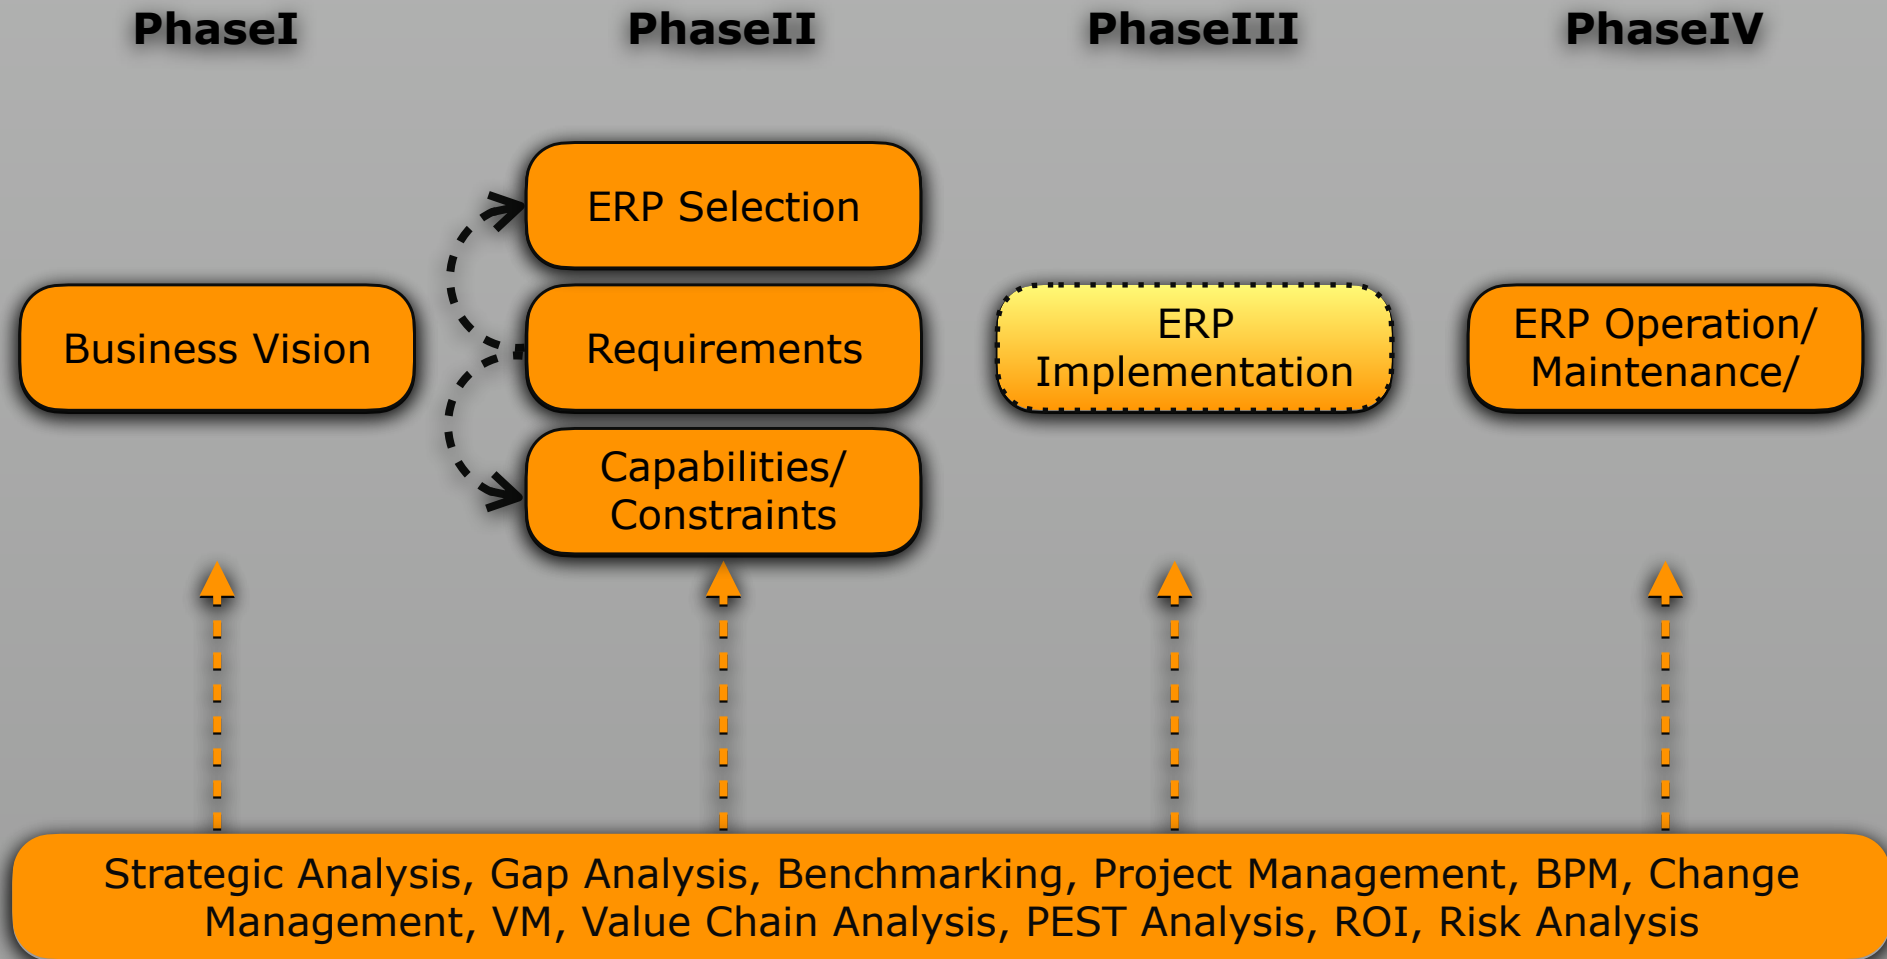 PhaseI
PhaseII
PhaseIII
PhaseIV
ERP Selection
Business Vision
Requirements
ERP
Implementation
ERP Operation/
Maintenance/
Capabilities/
Constraints
Strategic Analysis, Gap Analysis, Benchmarking, Project Management, BPM, Change
Management, VM, Value Chain Analysis, PEST Analysis, ROI, Risk Analysis